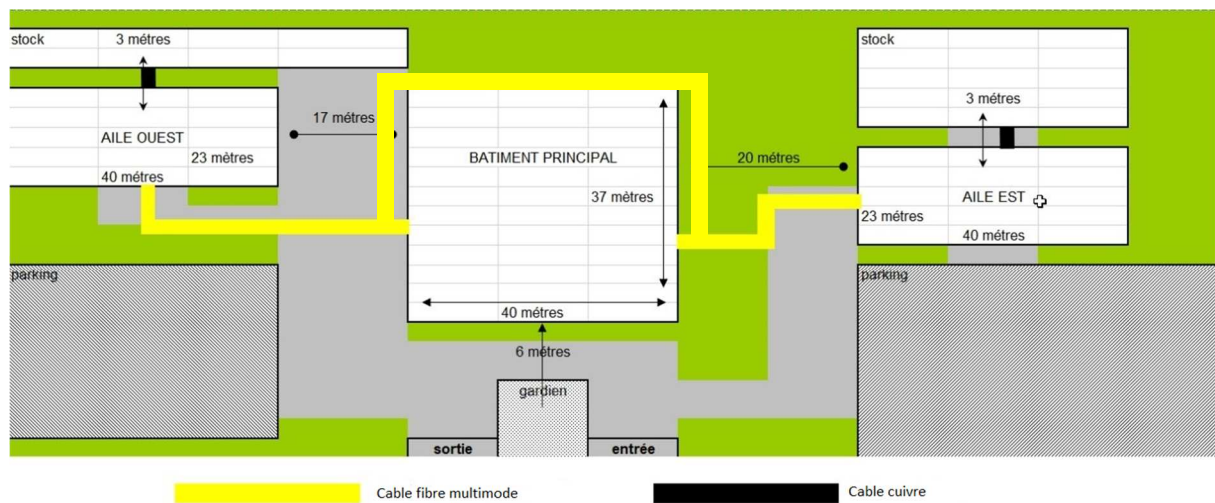 stock
3 métres
stock
3 métres
17 métres
AILE OUEST
23 mètres
40 métres
BATIMENT PRINCIPAL
37 mètres
20 mètres
AILE EST
23 métres
40 métres
parking
parking
40 métres
6 métres
gardien
sortie
entrée
Cable fibre multimode
Cable cuivre